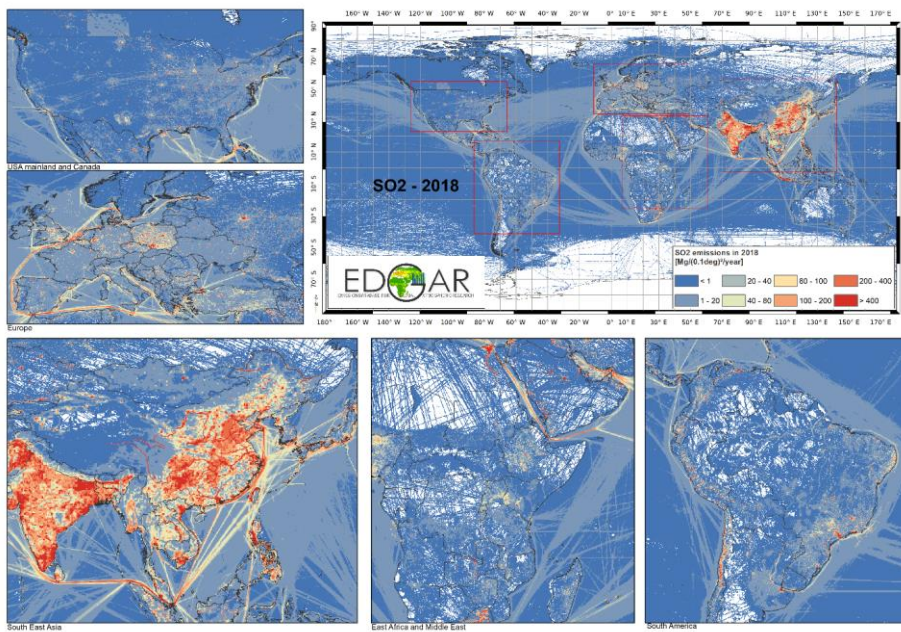 160° W 140° W 120° W 100° W 80° W 60° W 40° W 20° W 0° E 15° E 30° E 50° E 70° E 90° E 110° E 130° E 150° E 170° E
90°
70° N
50° N
30° N
10° N
10° S
30° S
50° S
70° S
SO2 - 2018
EDGAR
SO2 emissions in 2018
[Mg/(0.1deg)²/year]
< 1
20 - 40
80 - 100
200 - 400
1 - 20
40 - 80
100 - 200
> 400
180° W 160° W 140° W 120° W 100° W 80° W 60° W 40° W 20° W 0° E 15° E 30° E 50° E 70° E 90° E 110° E 130° E 150° E 170° E
USA mainland and Canada
Europe
South East Asia
East Africa and Middle East
South America